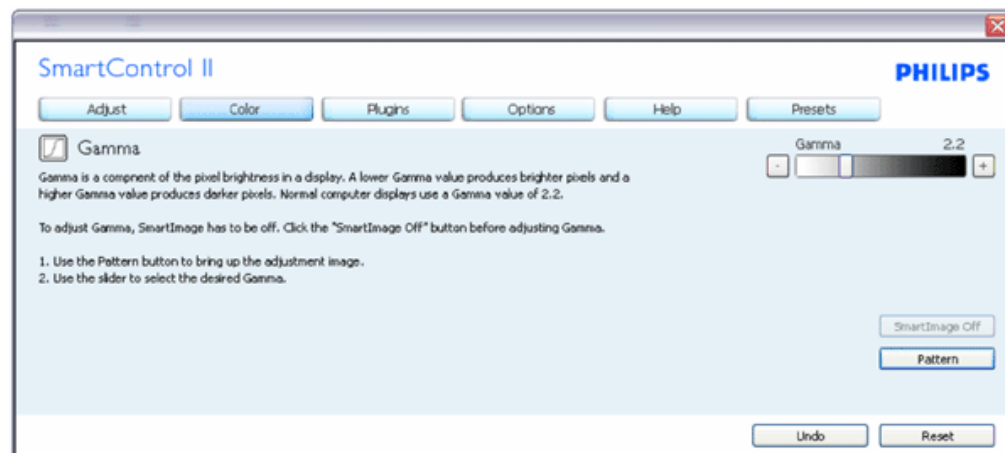 SmartControl II
PHILIPS
Adjust
Color
Plugins
Options
Help
Presets
Gamma
Gamma 2.2
- +
Gamma is a compnent of the pixel brightness in a display. A lower Gamma value produces brighter pixels and a
higher Gamma value produces darker pixels. Normal computer displays use a Gamma value of 2.2.
To adjust Gamma, SmartImage has to be off. Click the "SmartImage Off" button before adjusting Gamma.
1. Use the Pattern button to bring up the adjustment image.
2. Use the slider to select the desired Gamma.
SmartImage Off
Pattern
Undo
Reset